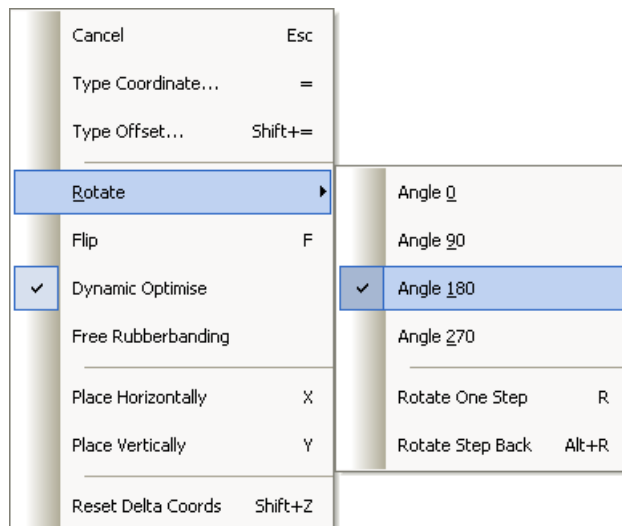 Cancel Esc
Type Coordinate... =
Type Offset... Shift+=
Rotate
Flip F
Dynamic Optimise
Free Rubberbanding
Place Horizontally X
Place Vertically Y
Reset Delta Coords Shift+Z
Angle 0
Angle 90
Angle 180
Angle 270
Rotate One Step R
Rotate Step Back Alt+R